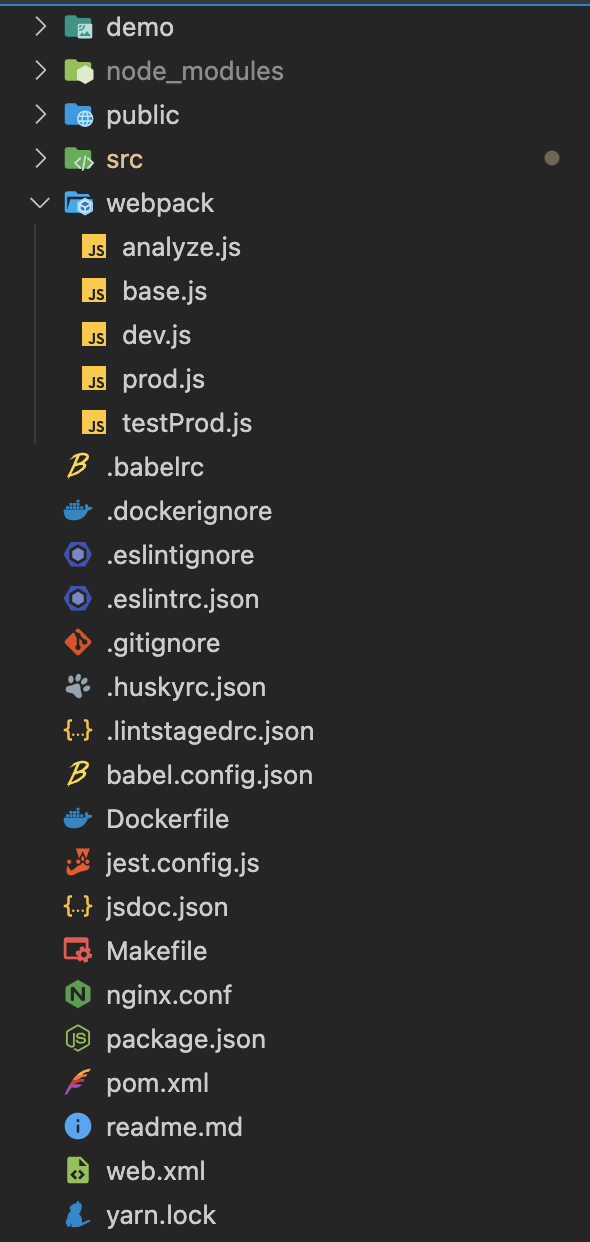 demo
node_modules
public
src
webpack
JS analyze.js
JS base.js
JS dev.js
JS prod.js
JS testProd.js
.babelrc
.dockerignore
.eslintignore
.eslintrc.json
.gitignore
.huskyrc.json
{..} .lintstagedrc.json
babel.config.json
Dockerfile
jest.config.js
{..} jsdoc.json
Makefile
N nginx.conf
JS package.json
pom.xml
i readme.md
web.xml
yarn.lock